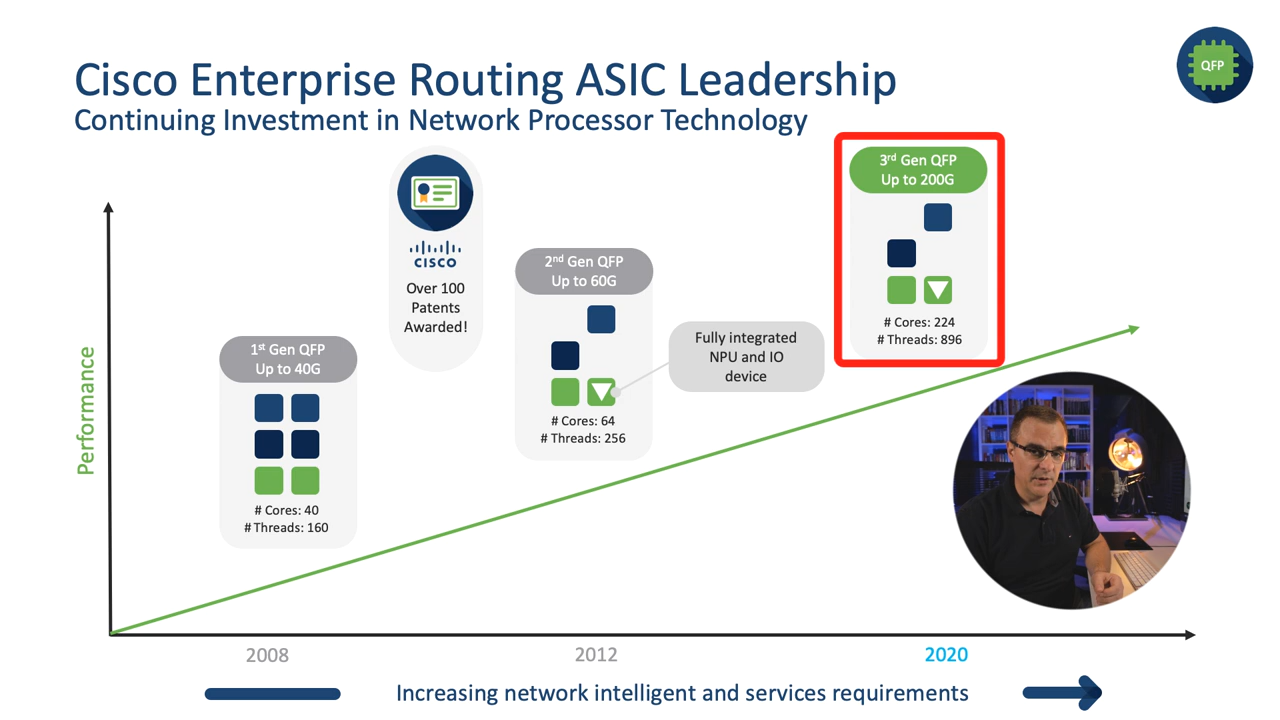 Cisco Enterprise Routing ASIC Leadership
Continuing Investment in Network Processor Technology
QFP
Performance
1st Gen QFP
Up to 40G
# Cores: 40
# Threads: 160
CISCO
Over 100
Patents
Awarded!
2nd Gen QFP
Up to 60G
# Cores: 64
# Threads: 256
Fully integrated
NPU and IO
device
3rd Gen QFP
Up to 200G
# Cores: 224
# Threads: 896
2008
2012
2020
Increasing network intelligent and services requirements